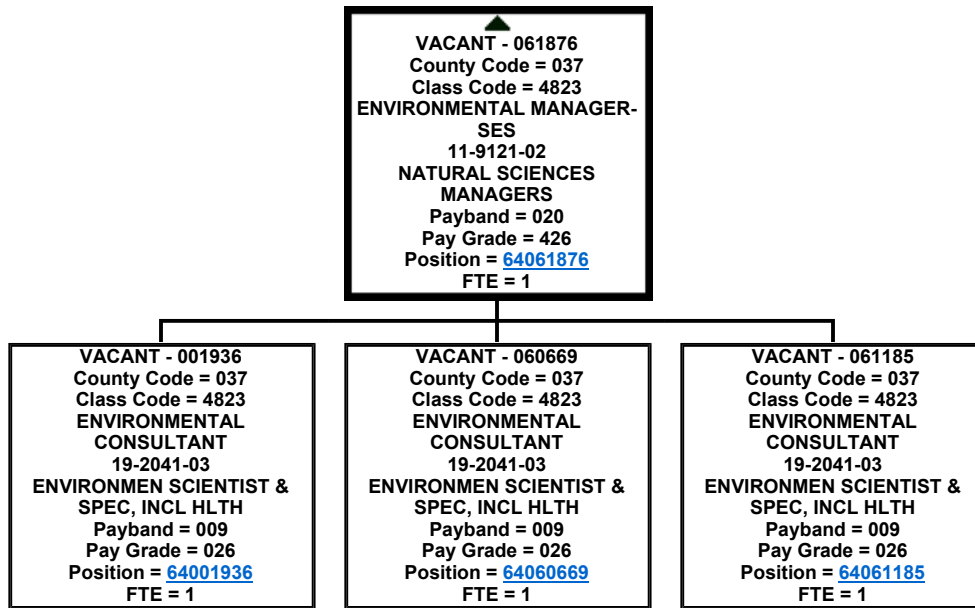 VACANT - 061876
County Code = 037
Class Code = 4823
ENVIRONMENTAL MANAGER-
SES
11-9121-02
NATURAL SCIENCES
MANAGERS
Payband = 020
Pay Grade = 426
Position = 64061876
FTE = 1
VACANT - 001936
County Code = 037
Class Code = 4823
ENVIRONMENTAL
CONSULTANT
19-2041-03
ENVIRONMEN SCIENTIST &
SPEC, INCL HLTH
Payband = 009
Pay Grade = 026
Position = 64001936
FTE = 1
VACANT - 060669
County Code = 037
Class Code = 4823
ENVIRONMENTAL
CONSULTANT
19-2041-03
ENVIRONMEN SCIENTIST &
SPEC, INCL HLTH
Payband = 009
Pay Grade = 026
Position = 64060669
FTE = 1
VACANT - 061185
County Code = 037
Class Code = 4823
ENVIRONMENTAL
CONSULTANT
19-2041-03
ENVIRONMEN SCIENTIST &
SPEC, INCL HLTH
Payband = 009
Pay Grade = 026
Position = 64061185
FTE = 1